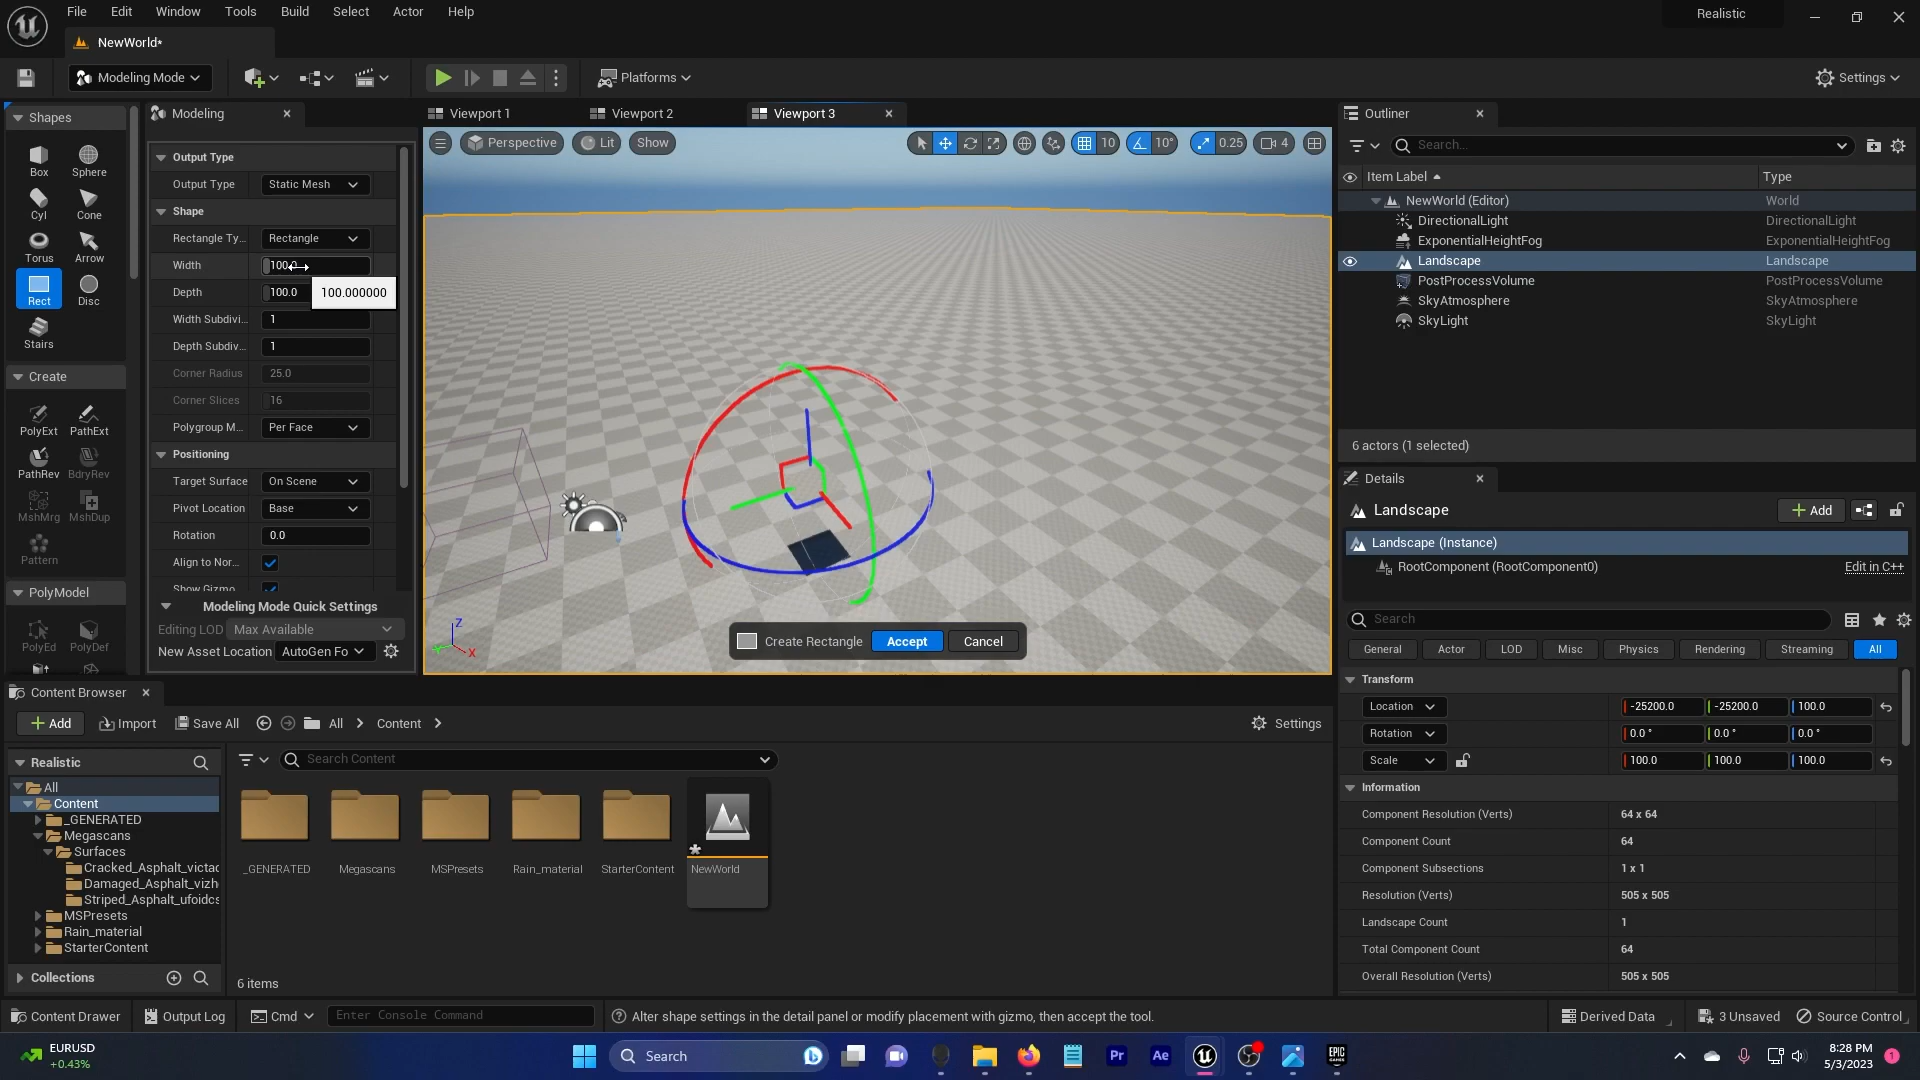 File Edit Window Tools Build Select Actor Help
Realistic
NewWorld*
Modeling Mode
Platforms
Settings
Shapes
Box
Sphere
Cyl
Cone
Torus
Arrow
Rect
Disc
Stairs
Create
PolyExt
PathExt
PathRev
BdryRev
MshMrg
MshDup
Pattern
PolyModel
PolyEd
PolyDef
Modeling
Output Type
Output Type Static Mesh
Shape
Rectangle Ty... Rectangle
Width 100.0
Depth 100.0
100.000000
Width Subdivi... 1
Depth Subdiv... 1
Corner Radius 25.0
Corner Slices 16
Polygroup M... Per Face
Positioning
Target Surface On Scene
Pivot Location Base
Rotation 0.0
Align to Nor...
Show Gizmo
Modeling Mode Quick Settings
Editing LOD Max Available
New Asset Location AutoGen Fo
Viewport 1
Viewport 2
Viewport 3
Perspective
Lit
Show
10
10°
0.25
4
Z
X
Create Rectangle Accept Cancel
Outliner
Search...
Item Label Type
NewWorld (Editor) World
DirectionalLight DirectionalLight
ExponentialHeightFog ExponentialHeightFog
Landscape Landscape
PostProcessVolume PostProcessVolume
SkyAtmosphere SkyAtmosphere
SkyLight SkyLight
6 actors (1 selected)
Details
Landscape
Add
Landscape (Instance)
RootComponent (RootComponent0) Edit in C++
Search
General Actor LOD Misc Physics Rendering Streaming All
Transform
Location -25200.0 -25200.0 100.0
Rotation 0.0 ° 0.0 ° 0.0 °
Scale 100.0 100.0 100.0
Information
Component Resolution (Verts) 64 x 64
Component Count 64
Component Subsections 1 x 1
Resolution (Verts) 505 x 505
Landscape Count 1
Total Component Count 64
Overall Resolution (Verts) 505 x 505
Content Browser
Add Import Save All All Content Settings
Realistic
Search Content
All
Content
_GENERATED
Megascans
Surfaces
Cracked_Asphalt_victac
Damaged_Asphalt_vizh
Striped_Asphalt_ufoidcs
MSPresets
Rain_material
StarterContent
Collections
_GENERATED
Megascans
MSPresets
Rain_material
StarterContent
NewWorld
6 items
Content Drawer Output Log Cmd Enter Console Command Alter shape settings in the detail panel or modify placement with gizmo, then accept the tool. Derived Data 3 Unsaved Source Control
EURUSD
+0.43%
Search
Pr
Ae
EPIC
GAMES
8:28 PM
5/3/2023
1